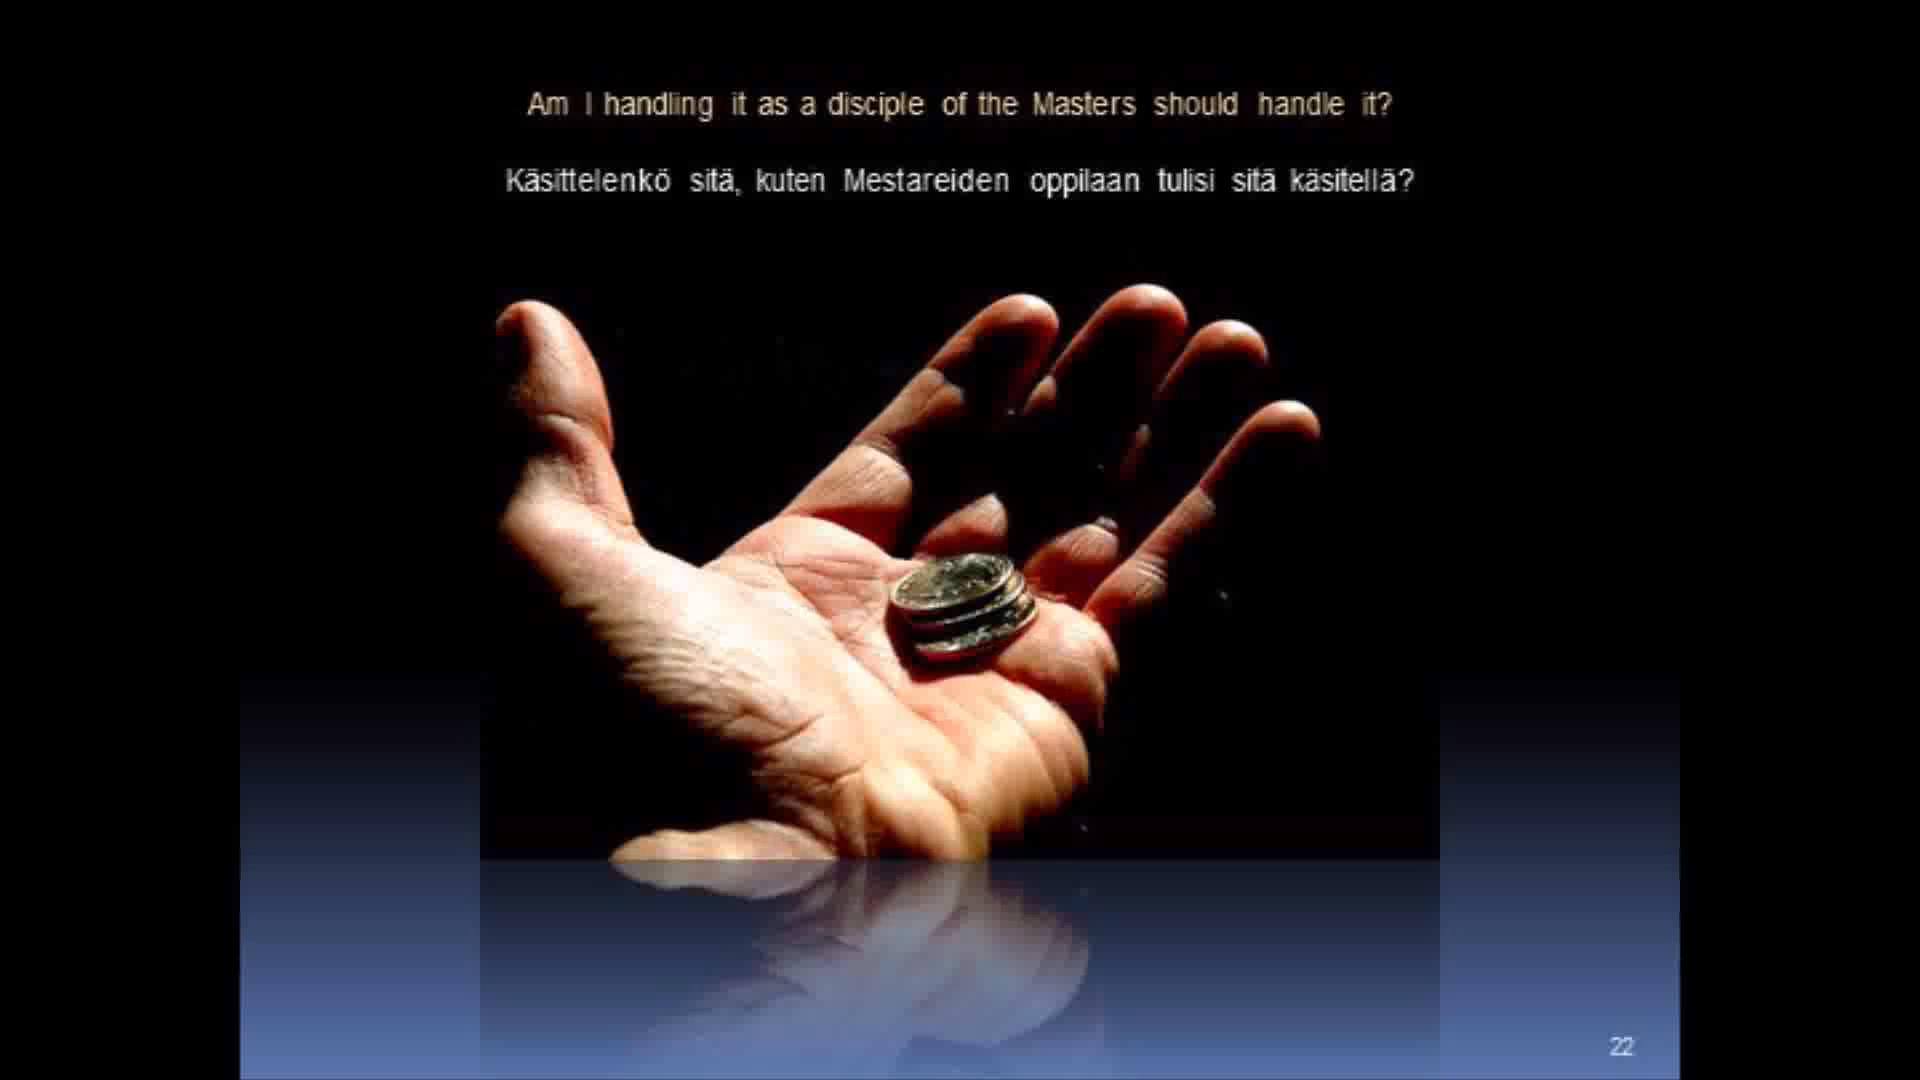 Am I handling it as a disciple of the Masters should handle it?
Käsittelenkö sitä, kuten Mestareiden oppilaan tulisi sitä käsitellä?
22